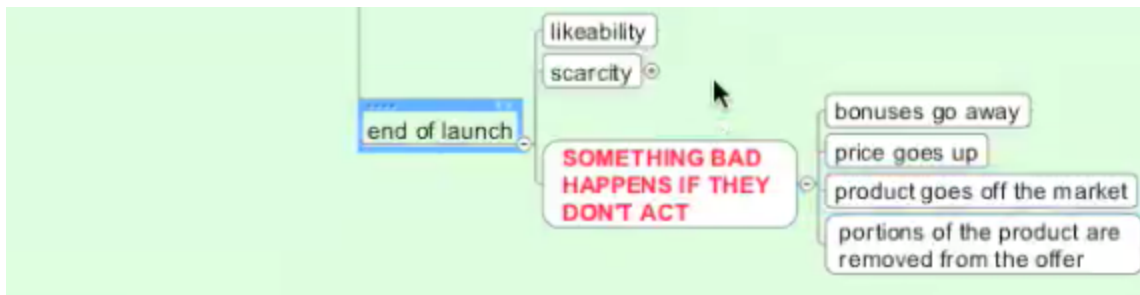 likeability
scarcity
end of launch
SOMETHING BAD
HAPPENS IF THEY
DON'T ACT
bonuses go away
price goes up
product goes off the market
portions of the product are
removed from the offer